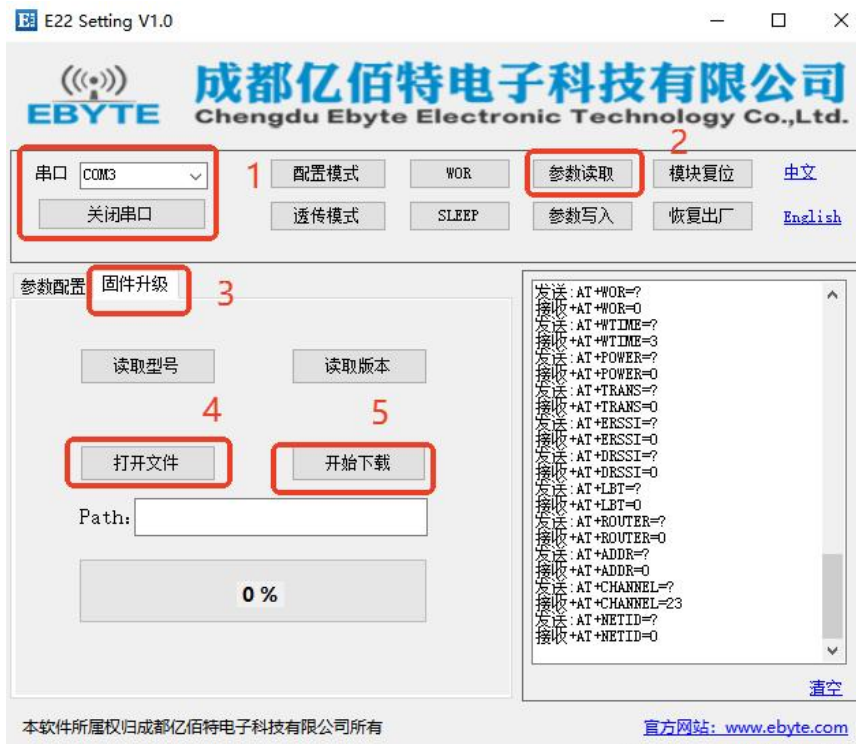 E22 Setting V1.0
EBYTE
成都亿佰特电子科技有限公司
Chengdu Ebyte Electronic Technology Co.,Ltd.
串口 COM3
关闭串口
1
配置模式
WOR
参数读取
2
模块复位
中文
透传模式
SLEEP
参数写入
恢复出厂
English
参数配置
固件升级
3
读取型号
读取版本
4
5
打开文件
开始下载
Path:
0 %
发送:AT+WOR=?
接收+AT+WOR=0
发送:AT+WTIME=?
接收+AT+WTIME=3
发送:AT+POWER=?
接收+AT+POWER=0
发送:AT+TRANS=?
接收+AT+TRANS=0
发送:AT+ERSSI=?
接收+AT+ERSSI=0
发送:AT+DRSSI=?
接收+AT+DRSSI=0
发送:AT+LBT=?
接收+AT+LBT=0
发送:AT+ROUTER=?
接收+AT+ROUTER=0
发送:AT+ADDR=?
接收+AT+ADDR=0
发送:AT+CHANNEL=?
接收+AT+CHANNEL=23
发送:AT+NETID=?
接收+AT+NETID=0
清空
本软件所属权归成都亿佰特电子科技有限公司所有
官方网站：www.ebyte.com